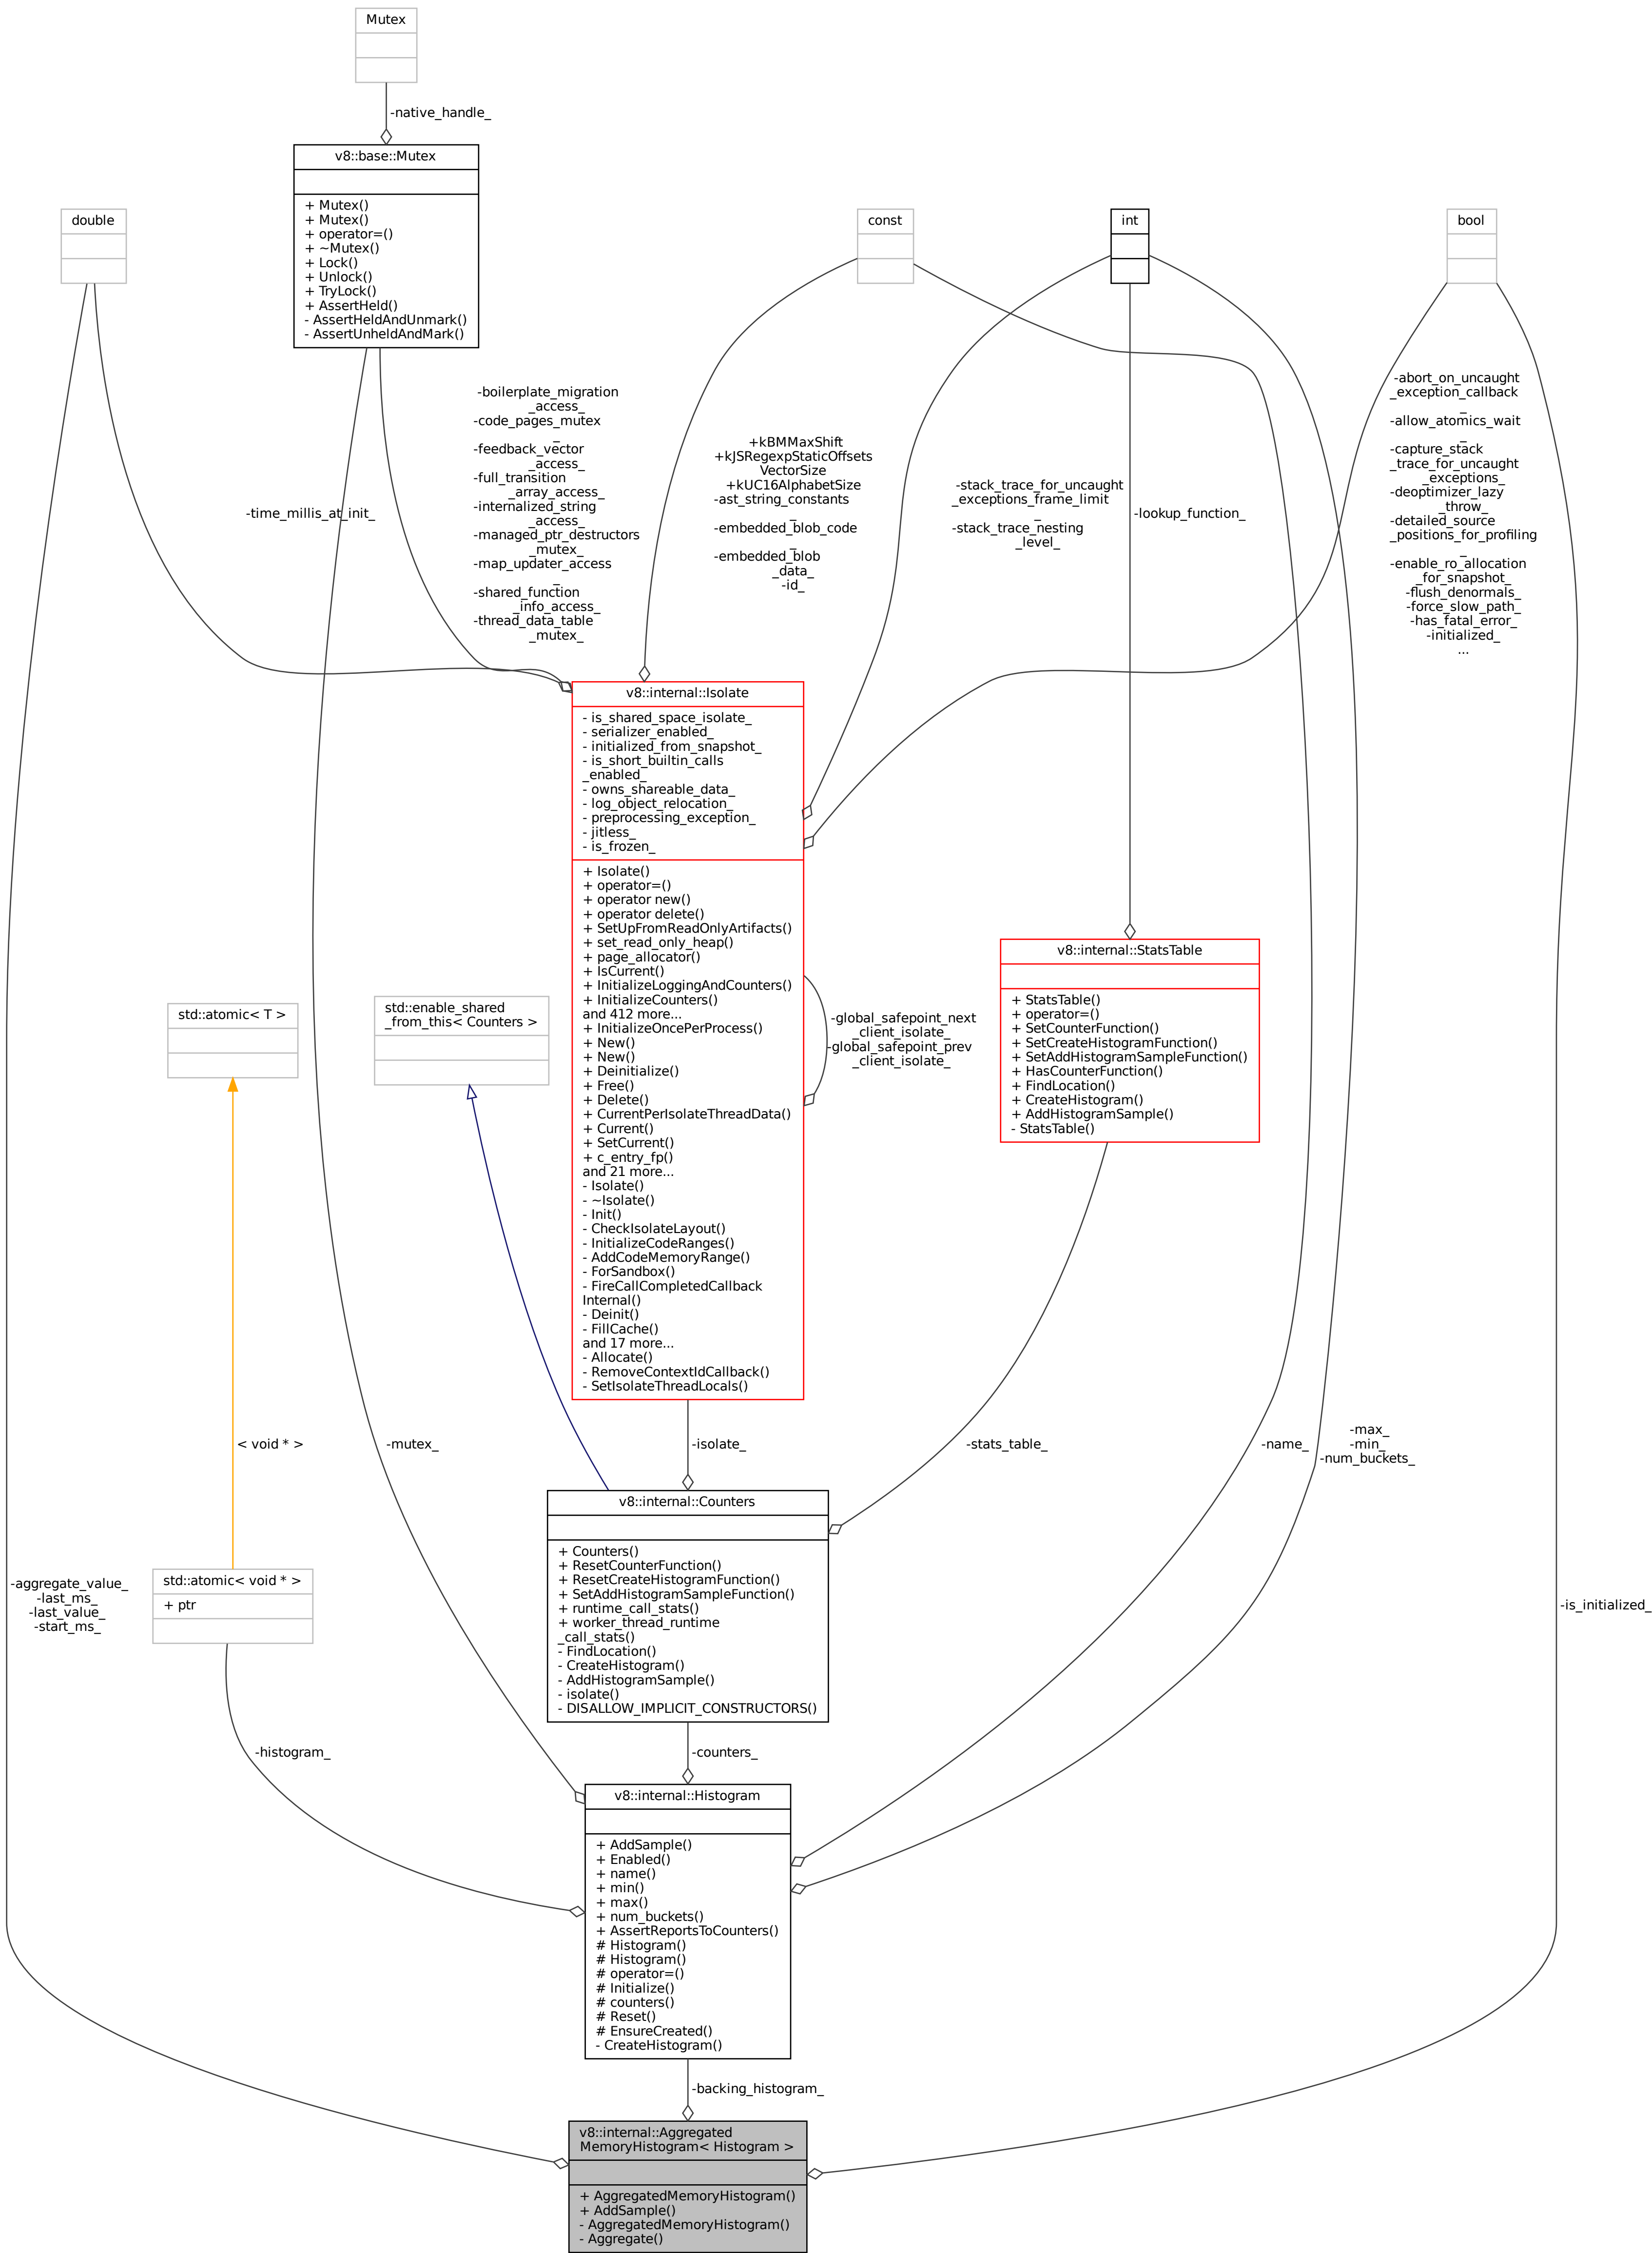 Mutex
-native_handle_
v8::base::Mutex
+ Mutex()
+ Mutex()
+ operator=()
+ ~Mutex()
+ Lock()
+ Unlock()
+ TryLock()
+ AssertHeld()
- AssertHeldAndUnmark()
- AssertUnheldAndMark()
double
const
int
bool
-boilerplate_migration
_access_
-code_pages_mutex
_
-feedback_vector
_access_
-full_transition
_array_access_
-internalized_string
_access_
-managed_ptr_destructors
_mutex_
-map_updater_access
_
-shared_function
_info_access_
-thread_data_table
_mutex_
+kBMMaxShift
+kJSRegexpStaticOffsets
VectorSize
+kUC16AlphabetSize
-ast_string_constants
_
-embedded_blob_code
_
-embedded_blob
_data_
-id_
-stack_trace_for_uncaught
_exceptions_frame_limit
_
-stack_trace_nesting
_level_
-lookup_function_
-abort_on_uncaught
_exception_callback
_
-allow_atomics_wait
_
-capture_stack
_trace_for_uncaught
_exceptions_
-deoptimizer_lazy
_throw_
-detailed_source
_positions_for_profiling
_
-enable_ro_allocation
_for_snapshot_
-flush_denormals_
-force_slow_path_
-has_fatal_error_
-initialized_
...
-time_millis_at_init_
v8::internal::Isolate
- is_shared_space_isolate_
- serializer_enabled_
- initialized_from_snapshot_
- is_short_builtin_calls
_enabled_
- owns_shareable_data_
- log_object_relocation_
- preprocessing_exception_
- jitless_
- is_frozen_
+ Isolate()
+ operator=()
+ operator new()
+ operator delete()
+ SetUpFromReadOnlyArtifacts()
+ set_read_only_heap()
+ page_allocator()
+ IsCurrent()
+ InitializeLoggingAndCounters()
+ InitializeCounters()
and 412 more...
+ InitializeOncePerProcess()
+ New()
+ New()
+ Deinitialize()
+ Free()
+ Delete()
+ CurrentPerIsolateThreadData()
+ Current()
+ SetCurrent()
+ c_entry_fp()
and 21 more...
- Isolate()
- ~Isolate()
- Init()
- CheckIsolateLayout()
- InitializeCodeRanges()
- AddCodeMemoryRange()
- ForSandbox()
- FireCallCompletedCallback
Internal()
- Deinit()
- FillCache()
and 17 more...
- Allocate()
- RemoveContextIdCallback()
- SetIsolateThreadLocals()
-global_safepoint_next
_client_isolate_
-global_safepoint_prev
_client_isolate_
v8::internal::StatsTable
+ StatsTable()
+ operator=()
+ SetCounterFunction()
+ SetCreateHistogramFunction()
+ SetAddHistogramSampleFunction()
+ HasCounterFunction()
+ FindLocation()
+ CreateHistogram()
+ AddHistogramSample()
- StatsTable()
std::atomic< T >
std::enable_shared
_from_this< Counters >
< void * >
-mutex_
-isolate_
-stats_table_
-name_
-max_
-min_
-num_buckets_
v8::internal::Counters
+ Counters()
+ ResetCounterFunction()
+ ResetCreateHistogramFunction()
+ SetAddHistogramSampleFunction()
+ runtime_call_stats()
+ worker_thread_runtime
_call_stats()
- FindLocation()
- CreateHistogram()
- AddHistogramSample()
- isolate()
- DISALLOW_IMPLICIT_CONSTRUCTORS()
std::atomic< void * >
+ ptr
-aggregate_value_
-last_ms_
-last_value_
-start_ms_
-is_initialized_
-histogram_
-counters_
v8::internal::Histogram
+ AddSample()
+ Enabled()
+ name()
+ min()
+ max()
+ num_buckets()
+ AssertReportsToCounters()
# Histogram()
# Histogram()
# operator=()
# Initialize()
# counters()
# Reset()
# EnsureCreated()
- CreateHistogram()
-backing_histogram_
v8::internal::Aggregated
MemoryHistogram< Histogram >
+ AggregatedMemoryHistogram()
+ AddSample()
- AggregatedMemoryHistogram()
- Aggregate()